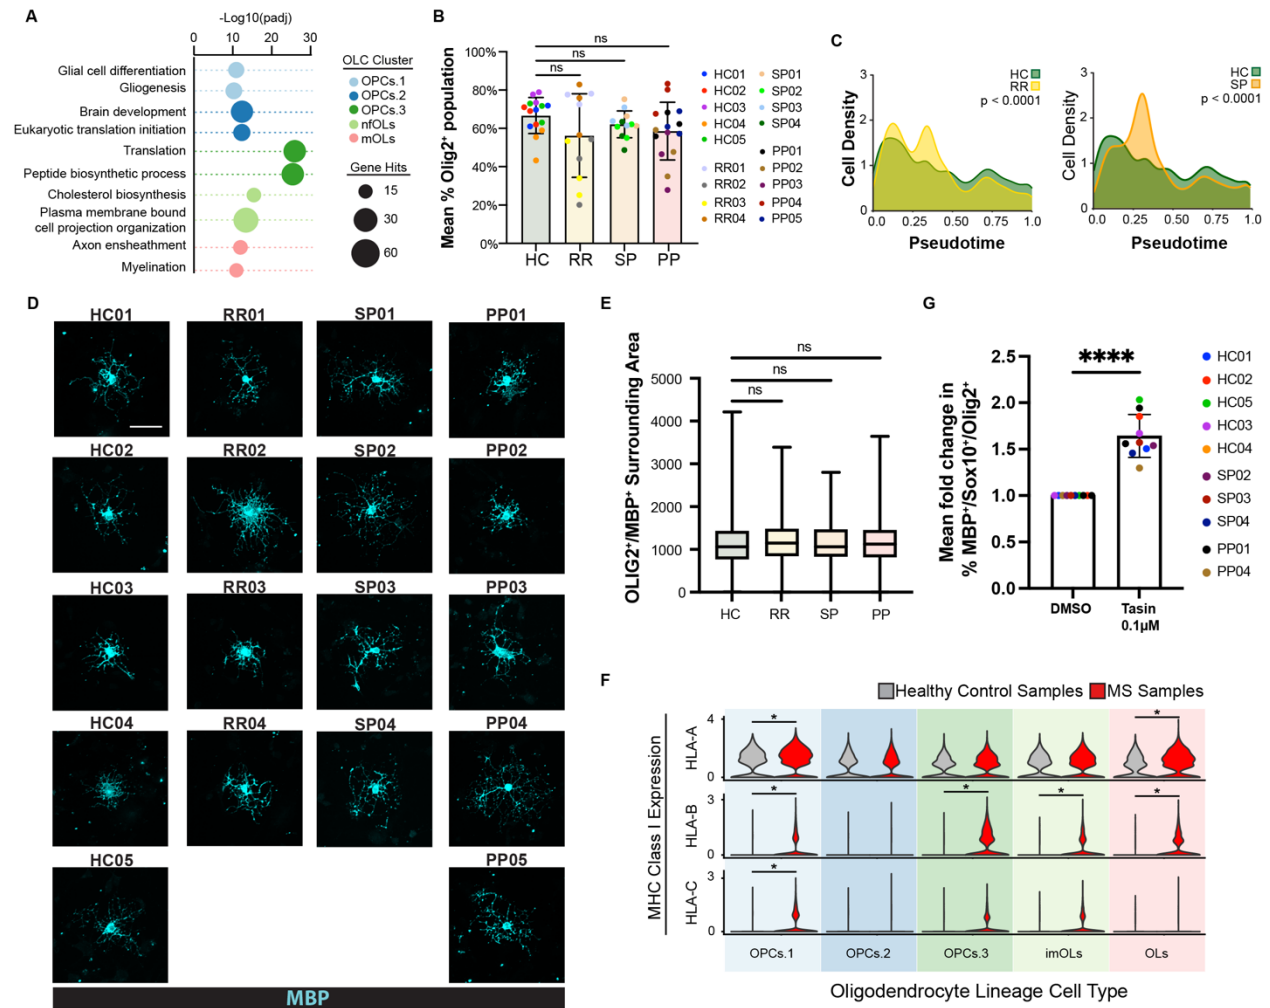 A
-Log10(padj)
0 10 20 30
Glial cell differentiation
Gliogenesis
Brain development
Eukaryotic translation initiation
Translation
Peptide biosynthetic process
Cholesterol biosynthesis
Plasma membrane bound
cell projection organization
Axon ensheathment
Myelination
OLC Cluster
OPCs.1
OPCs.2
OPCs.3
nfOLs
mOLs
Gene Hits
15
30
60
B
Mean % Olig2⁺ population
100%
80%
60%
40%
20%
0%
ns
ns
ns
HC RR SP PP
HC01
HC02
HC03
HC04
HC05
RR01
RR02
RR03
RR04
SP01
SP02
SP03
SP04
PP01
PP02
PP03
PP04
PP05
C
Cell Density
3
2
1
0
HC
RR
p < 0.0001
0.0 0.25 0.50 0.75 1.0
Pseudotime
Cell Density
3
2
1
0
HC
SP
p < 0.0001
0.0 0.25 0.50 0.75 1.0
Pseudotime
D
HC01 RR01 SP01 PP01
HC02 RR02 SP02 PP02
HC03 RR03 SP03 PP03
HC04 RR04 SP04 PP04
HC05 PP05
MBP
E
OLIG2⁺/MBP⁺ Surrounding Area
5000
4000
3000
2000
1000
0
ns
ns
ns
HC RR SP PP
G
Mean fold change in
% MBP⁺/Sox10⁺/Olig2⁺
2.5
2.0
1.5
1.0
0.5
0.0
****
DMSO
Tasin
0.1μM
HC01
HC02
HC05
HC03
HC04
SP02
SP03
SP04
PP01
PP04
F
Healthy Control Samples MS Samples
MHC Class I Expression
HLA-A
4
0
* *
HLA-B
3
0
* * * *
HLA-C
3
0
*
OPCs.1 OPCs.2 OPCs.3 imOLs OLs
Oligodendrocyte Lineage Cell Type